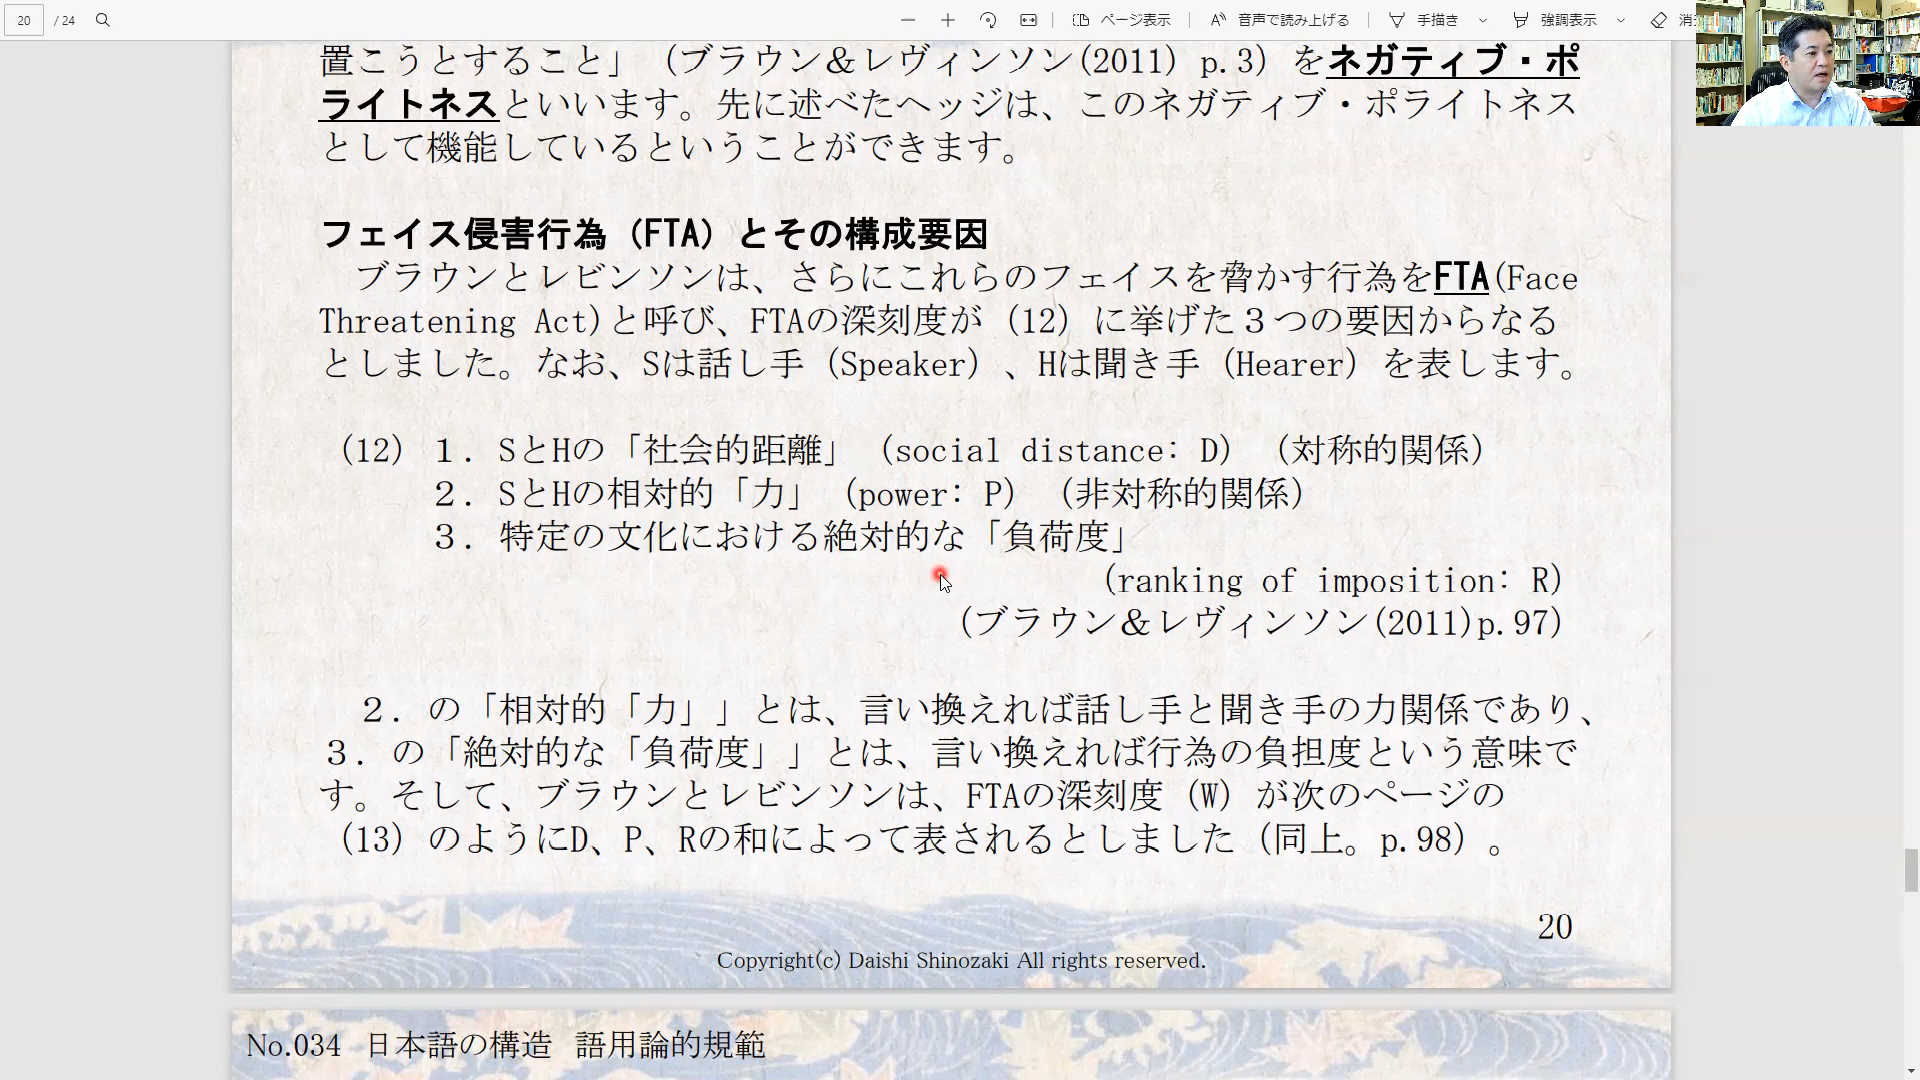 20 / 24 ページ表示 音声で読み上げる 手描き 強調表示
置こうとすること」（ブラウン＆レヴィンソン(2011) p.3）をネガティブ・ポ
ライトネスといいます。先に述べたヘッジは、このネガティブ・ポライトネス
として機能しているということができます。
フェイス侵害行為（FTA）とその構成要因
ブラウンとレビンソンは、さらにこれらのフェイスを脅かす行為をFTA(Face
Threatening Act)と呼び、FTAの深刻度が（12）に挙げた３つの要因からなる
としました。なお、Sは話し手（Speaker）、Hは聞き手（Hearer）を表します。
（12）１．SとHの「社会的距離」（social distance: D）（対称的関係）
２．SとHの相対的「力」（power: P）（非対称的関係）
３．特定の文化における絶対的な「負荷度」
（ranking of imposition: R）
（ブラウン＆レヴィンソン(2011)p.97）
２．の「相対的「力」」とは、言い換えれば話し手と聞き手の力関係であり、
３．の「絶対的な「負荷度」」とは、言い換えれば行為の負担度という意味で
す。そして、ブラウンとレビンソンは、FTAの深刻度（W）が次のページの
（13）のようにD、P、Rの和によって表されるとしました（同上。p.98）。
20
Copyright(c) Daishi Shinozaki All rights reserved.
No.034 日本語の構造 語用論的規範